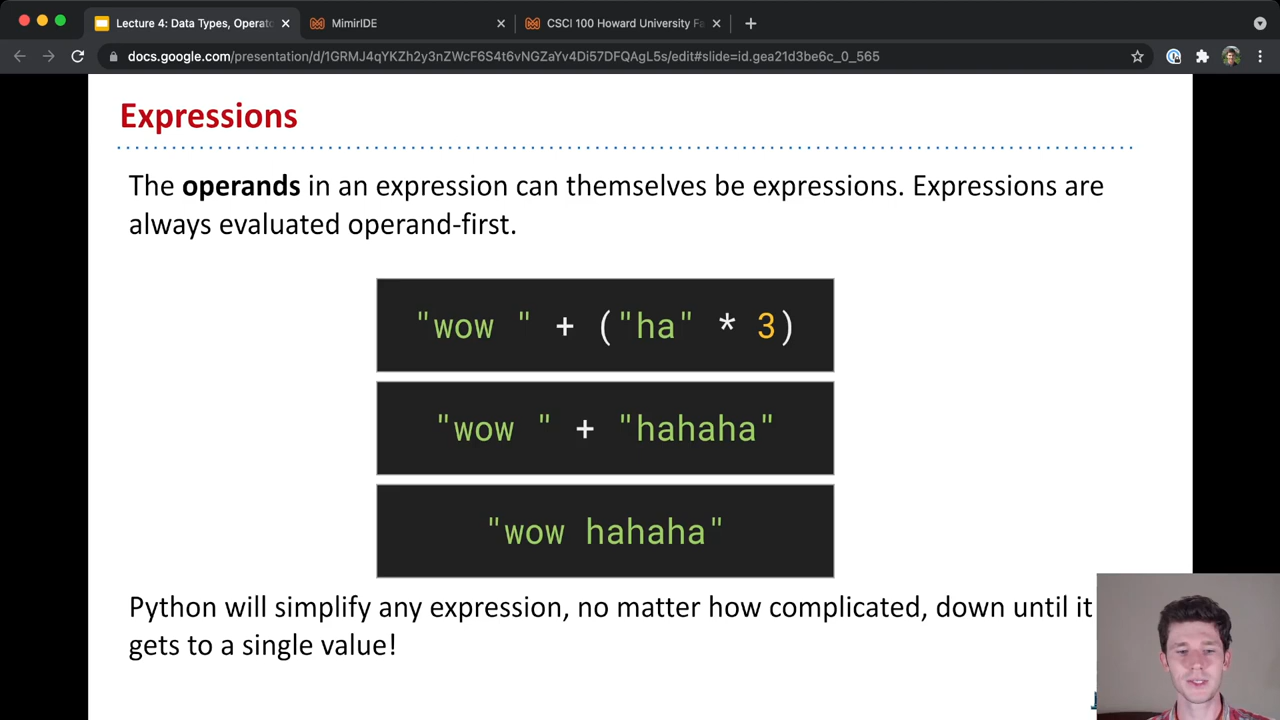 Lecture 4: Data Types, Operato
MimirIDE
CSCI 100 Howard University Fa
docs.google.com/presentation/d/1GRMJ4qYKZh2y3nZWcF6S4t6vNGZaYv4Di57DFQAgL5s/edit#slide=id.gea21d3be6c_0_565
Expressions
The operands in an expression can themselves be expressions. Expressions are
always evaluated operand-first.
"wow " + ("ha" * 3)
"wow " + "hahaha"
"wow hahaha"
Python will simplify any expression, no matter how complicated, down until it
gets to a single value!